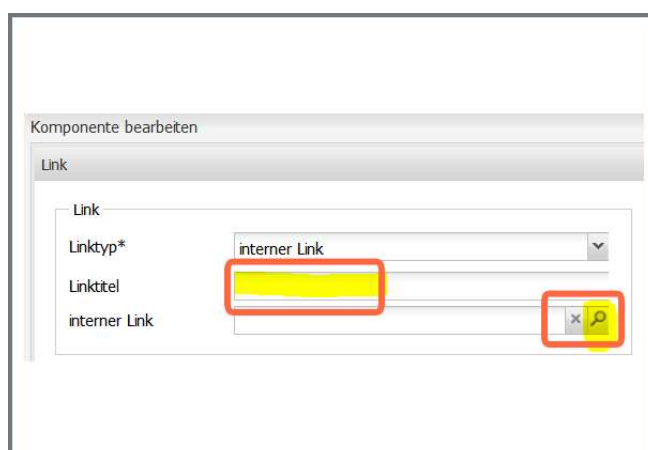 Komponente bearbeiten
Link
Link
Linktyp* interner Link
Linktitel
interner Link